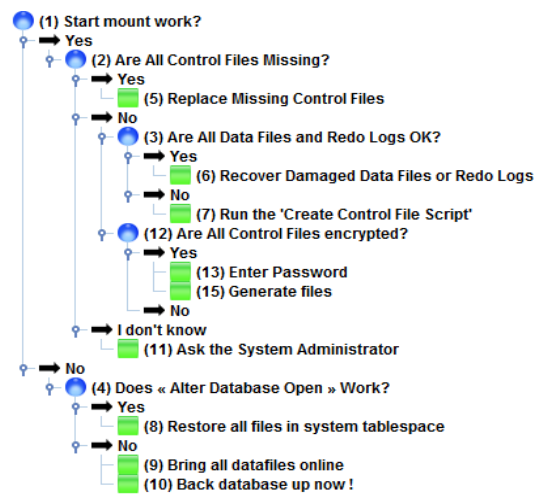 (1) Start mount work?
Yes
(2) Are All Control Files Missing?
Yes
(5) Replace Missing Control Files
No
(3) Are All Data Files and Redo Logs OK?
Yes
(6) Recover Damaged Data Files or Redo Logs
No
(7) Run the 'Create Control File Script'
(12) Are All Control Files encrypted?
Yes
(13) Enter Password
(15) Generate files
No
I don't know
(11) Ask the System Administrator
No
(4) Does « Alter Database Open » Work?
Yes
(8) Restore all files in system tablespace
No
(9) Bring all datafiles online
(10) Back database up now !